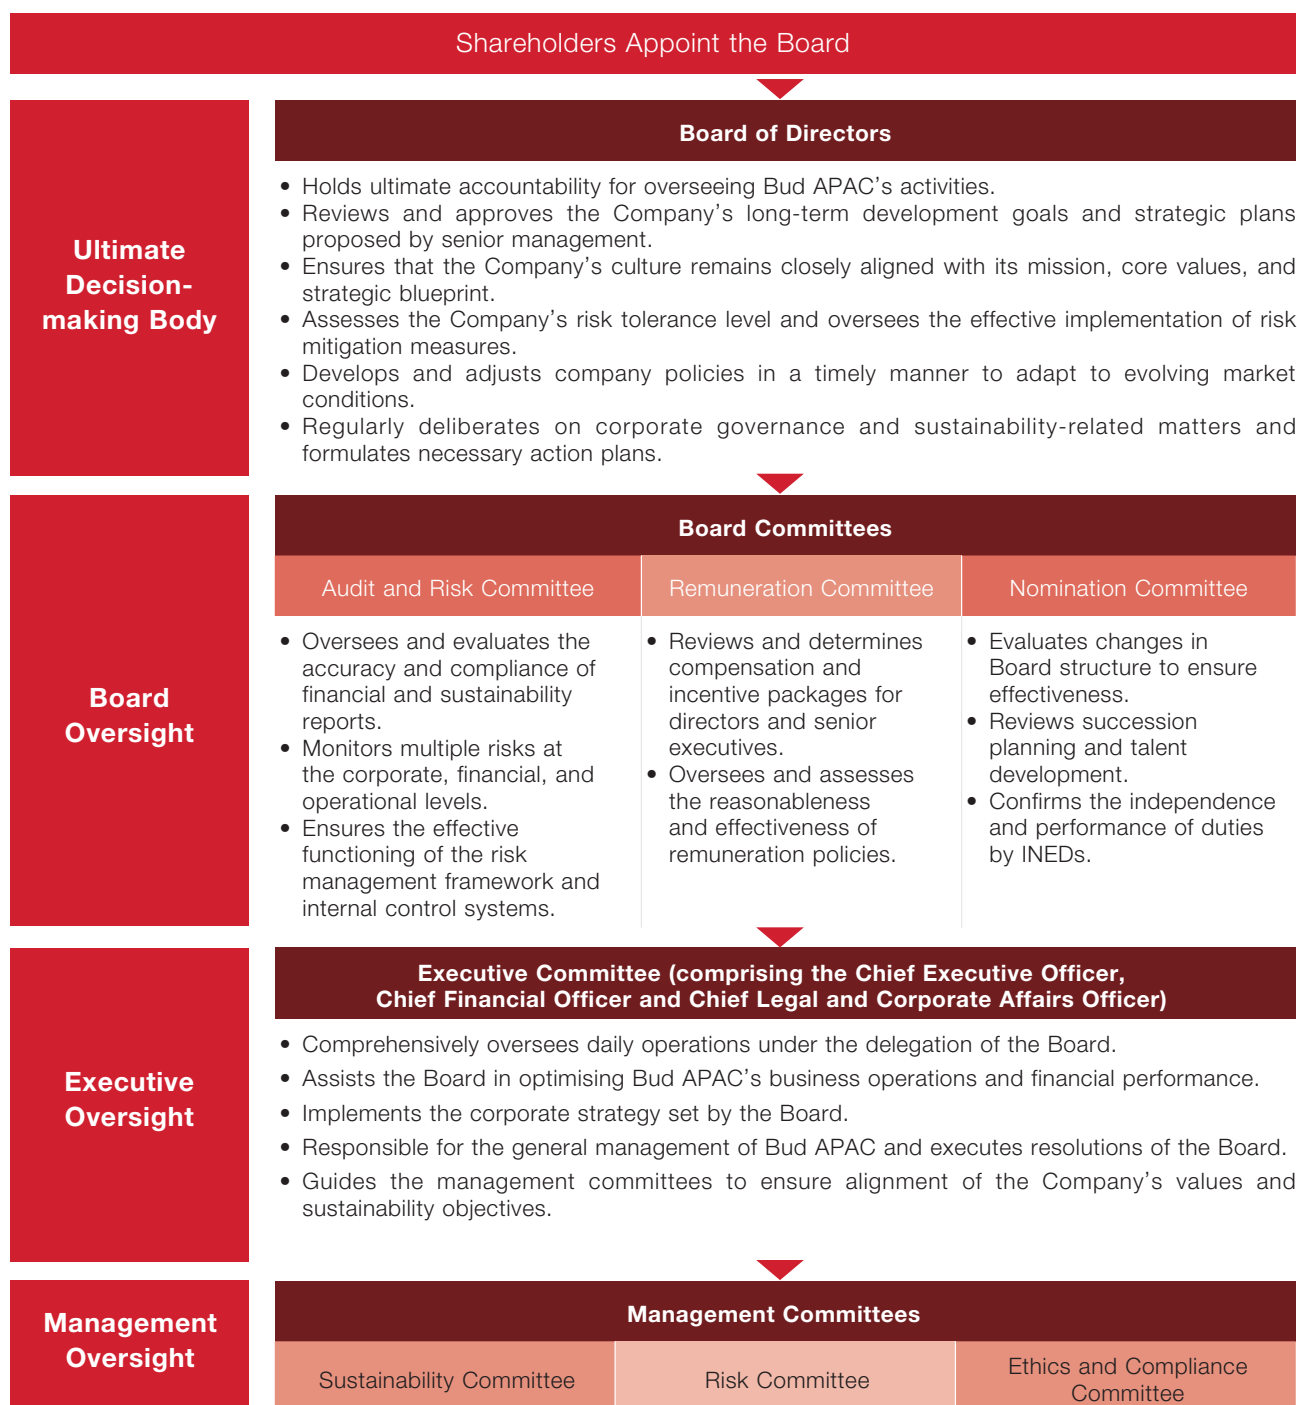 Shareholders Appoint the Board
Ultimate
Decision-
making Body
Board of Directors
• Holds ultimate accountability for overseeing Bud APAC’s activities.
• Reviews and approves the Company’s long-term development goals and strategic plans
proposed by senior management.
• Ensures that the Company’s culture remains closely aligned with its mission, core values, and
strategic blueprint.
• Assesses the Company’s risk tolerance level and oversees the effective implementation of risk
mitigation measures.
• Develops and adjusts company policies in a timely manner to adapt to evolving market
conditions.
• Regularly deliberates on corporate governance and sustainability-related matters and
formulates necessary action plans.
Board
Oversight
Board Committees
Audit and Risk Committee
• Oversees and evaluates the
accuracy and compliance of
financial and sustainability
reports.
• Monitors multiple risks at
the corporate, financial, and
operational levels.
• Ensures the effective
functioning of the risk
management framework and
internal control systems.
Remuneration Committee
• Reviews and determines
compensation and
incentive packages for
directors and senior
executives.
• Oversees and assesses
the reasonableness
and effectiveness of
remuneration policies.
Nomination Committee
• Evaluates changes in
Board structure to ensure
effectiveness.
• Reviews succession
planning and talent
development.
• Confirms the independence
and performance of duties
by INEDs.
Executive
Oversight
Executive Committee (comprising the Chief Executive Officer,
Chief Financial Officer and Chief Legal and Corporate Affairs Officer)
• Comprehensively oversees daily operations under the delegation of the Board.
• Assists the Board in optimising Bud APAC’s business operations and financial performance.
• Implements the corporate strategy set by the Board.
• Responsible for the general management of Bud APAC and executes resolutions of the Board.
• Guides the management committees to ensure alignment of the Company’s values and
sustainability objectives.
Management
Oversight
Management Committees
Sustainability Committee
Risk Committee
Ethics and Compliance
Committee